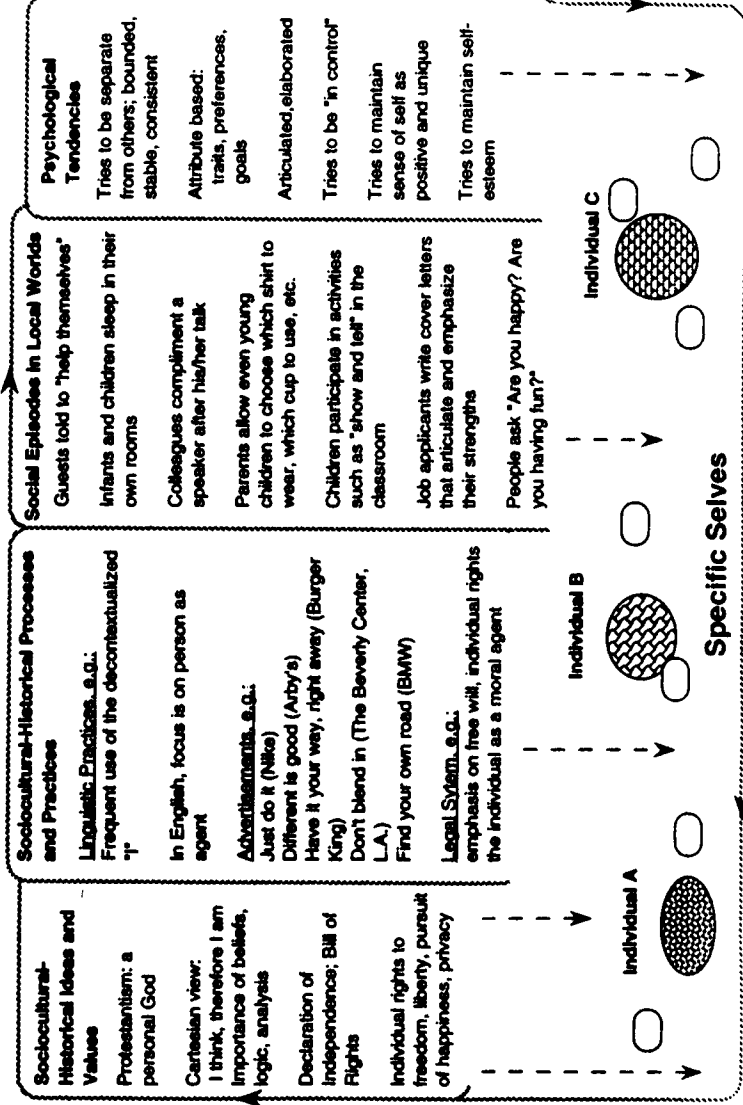 Sociocultural-
Historical Ideas and
Values
Protestantism: a
personal God
Cartesian view:
I think, therefore I am
Importance of beliefs,
logic, analysis
Declaration of
Independence; Bill of
Rights
Individual rights to
freedom, liberty, pursuit
of happiness, privacy
Sociocultural-Historical Processes
and Practices
Linguistic Practices, e.g.:
Frequent use of the decontextualized
"I"
In English, focus is on person as
agent
Advertisements, e.g.:
Just do it (Nike)
Different is good (Arby's)
Have it your way, right away (Burger
King)
Don't blend in (The Beverly Center,
L.A.)
Find your own road (BMW)
Legal Sytem, e.g.:
emphasis on free will, individual rights
the individual as a moral agent
Social Episodes in Local Worlds
Guests told to "help themselves"
Infants and children sleep in their
own rooms
Colleagues compliment a
speaker after his/her talk
Parents allow even young
children to choose which shirt to
wear, which cup to use, etc.
Children participate in activities
such as "show and tell" in the
classroom
Job applicants write cover letters
that articulate and emphasize
their strengths
People ask "Are you happy? Are
you having fun?"
Psychological
Tendencies
Tries to be separate
from others; bounded,
stable, consistent
Attribute based:
traits, preferences,
goals
Articulated,elaborated
Tries to be "in control"
Tries to maintain
sense of self as
positive and unique
Tries to maintain self-
esteem
Individual A
Individual B
Individual C
Specific Selves